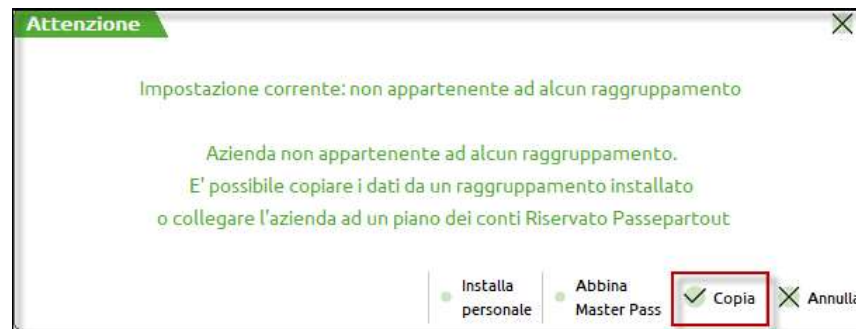 Attenzione
Impostazione corrente: non appartenente ad alcun raggruppamento
Azienda non appartenente ad alcun raggruppamento.
E' possibile copiare i dati da un raggruppamento installato
o collegare l'azienda ad un piano dei conti Riservato Passepartout
Installa
personale
Abbina
Master Pass
Copia
Annulla